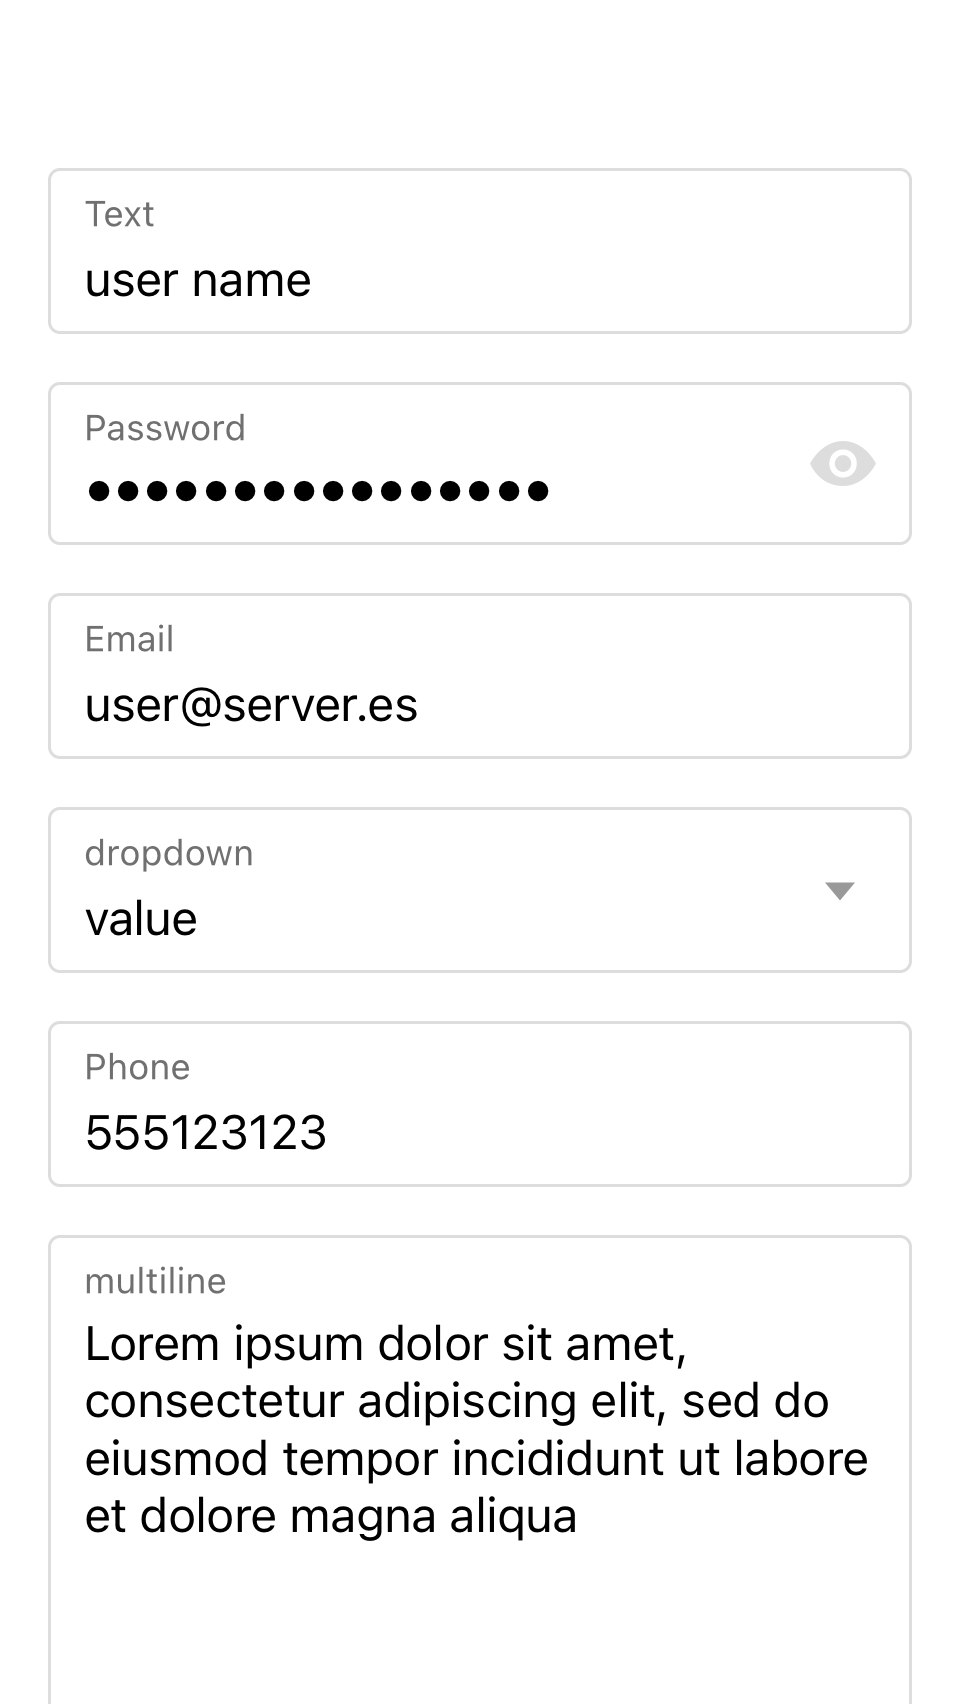 Text
user name
Password
●●●●●●●●●●●●●●●●
Email
user@server.es
dropdown
value
Phone
555123123
multiline
Lorem ipsum dolor sit amet,
consectetur adipiscing elit, sed do
eiusmod tempor incididunt ut labore
et dolore magna aliqua